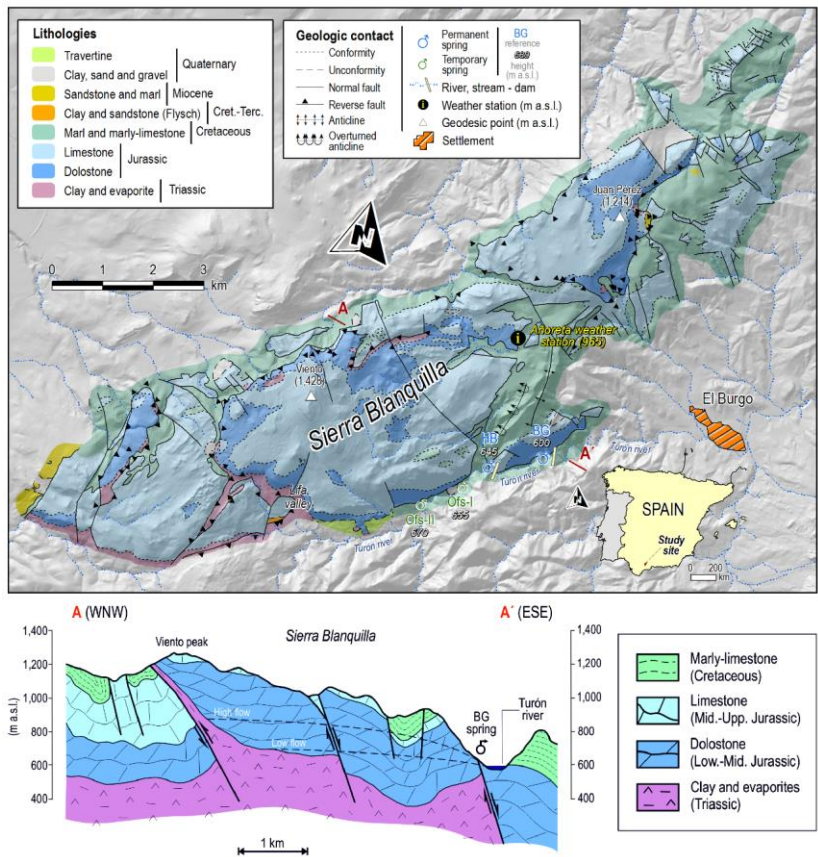 Lithologies
Travertine
Clay, sand and gravel
Quaternary
Sandstone and marl
Miocene
Clay and sandstone (Flysch)
Cret.-Terc.
Marl and marly-limestone
Cretaceous
Limestone
Jurassic
Dolostone
Clay and evaporite
Triassic
Geologic contact
Conformity
Unconformity
Normal fault
Reverse fault
Anticline
Overturned
anticline
Permanent
spring
Temporary
spring
BG
reference
689
height
(m a.s.l.)
River, stream - dam
Weather station (m a.s.l.)
Geodesic point (m a.s.l.)
Settlement
N
0 1 2 3
km
Juan Pérez
(1.214)
A
Añoreta weather
station (965)
Viento
(1.428)
Sierra Blanquilla
El Burgo
BG
600
HB
645
A´
Turón river
Lifa
valley
Ofs-I
655
Ofs-II
670
Turón river
Turón river
N
SPAIN
Study
site
0 200
km
A (WNW)
A´ (ESE)
Viento peak
Sierra Blanquilla
1,400
1,200
1,000
800
600
400
(m a.s.l.)
High flow
Low flow
BG
spring
Turón
river
1,400
1,200
1,000
800
600
400
(m a.s.l.)
1 km
Marly-limestone
(Cretaceous)
Limestone
(Mid.-Upp. Jurassic)
Dolostone
(Low.-Mid. Jurassic)
Clay and evaporites
(Triassic)